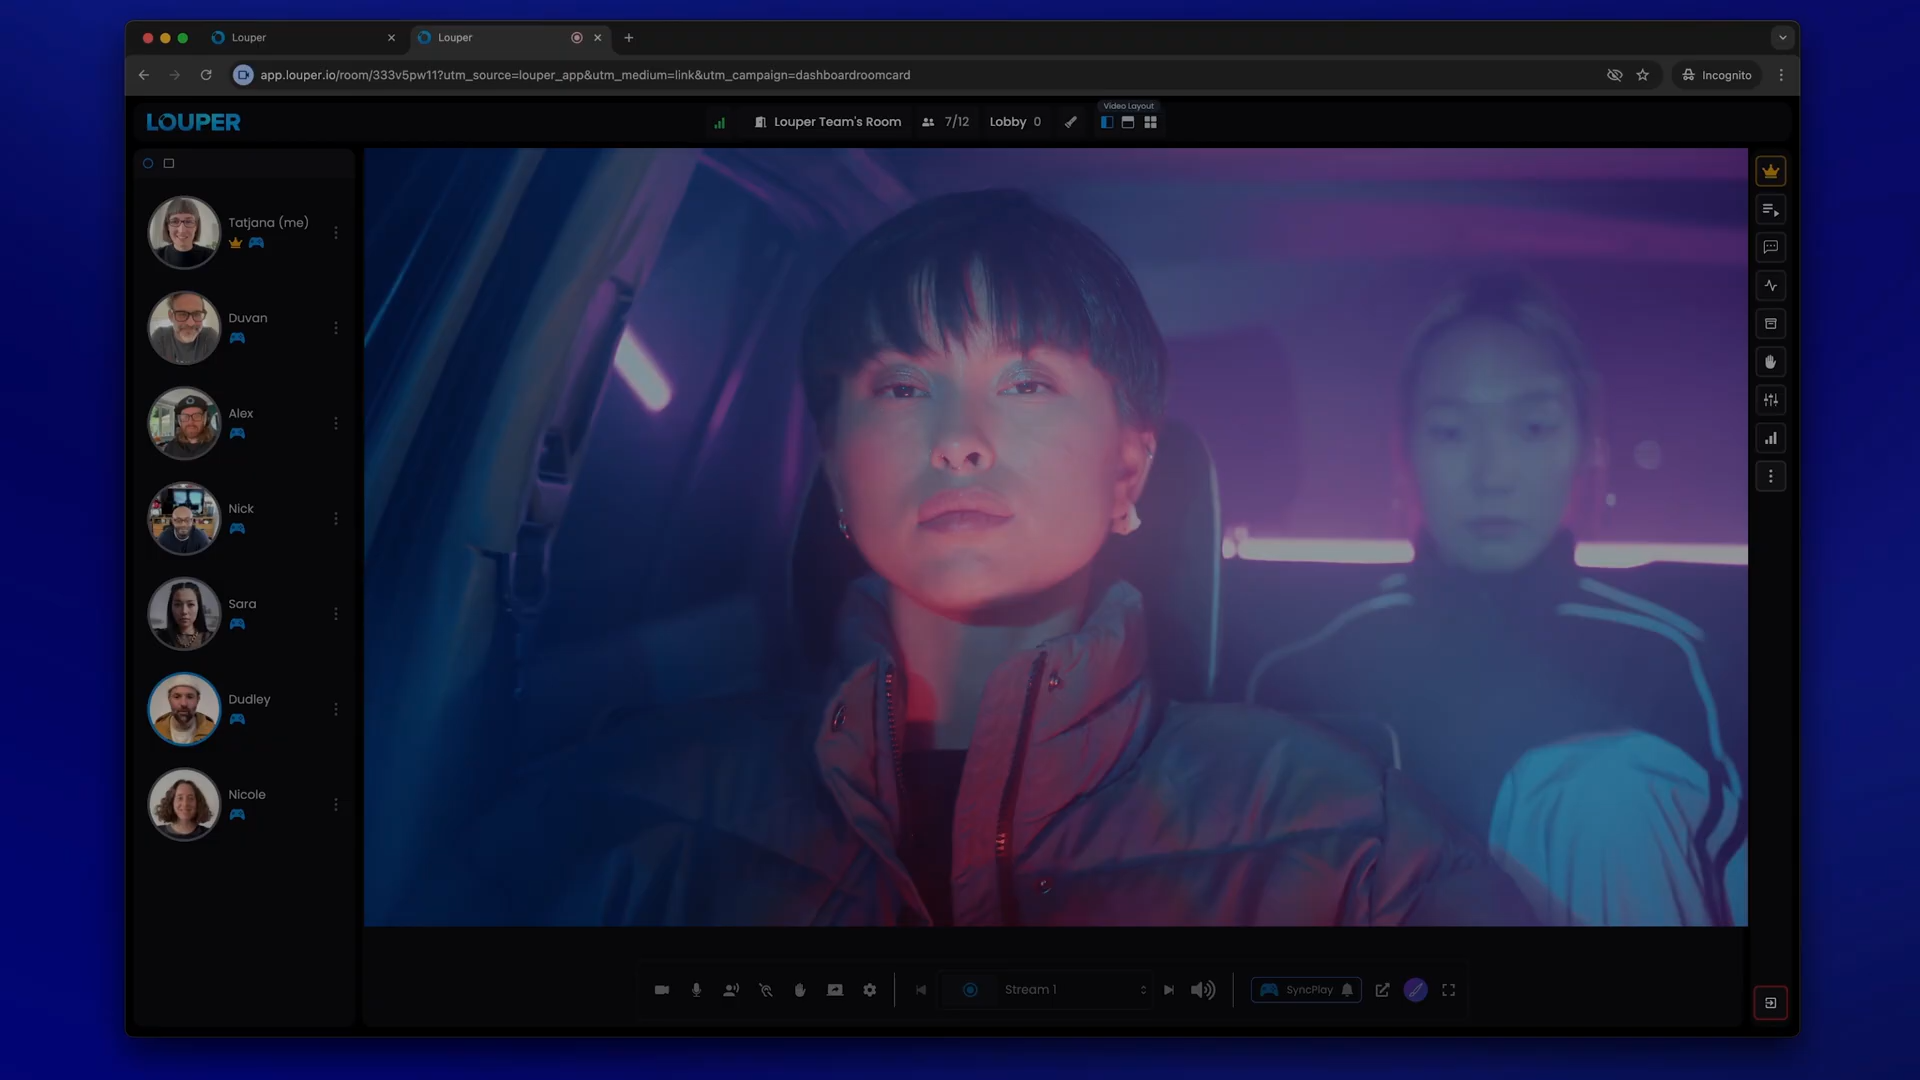 Louper
Louper
app.louper.io/room/333v5pw11?utm_source=louper_app&utm_medium=link&utm_campaign=dashboardroomcard
Incognito
LOUPER
Louper Team's Room
7/12
Lobby 0
Video Layout
Tatjana (me)
Duvan
Alex
Nick
Sara
Dudley
Nicole
Stream 1
SyncPlay